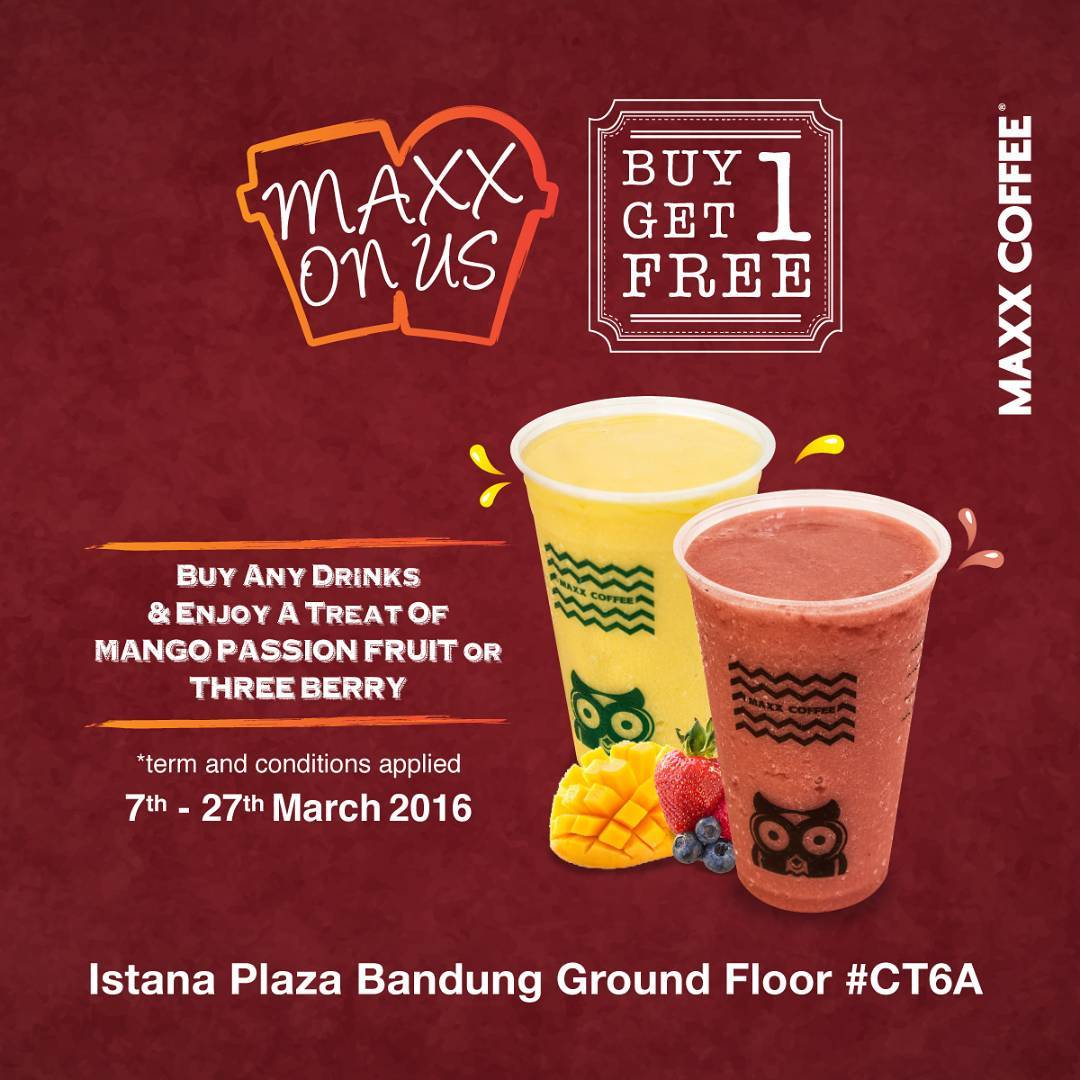 MAXX
ON US
BUY 1
GET
FREE
MAXX COFFEE®
BUY ANY DRINKS
& ENJOY A TREAT OF
MANGO PASSION FRUIT OR
THREE BERRY
*term and conditions applied
7th - 27th March 2016
MAXX COFFEE
MAXX COFFEE
Istana Plaza Bandung Ground Floor #CT6A